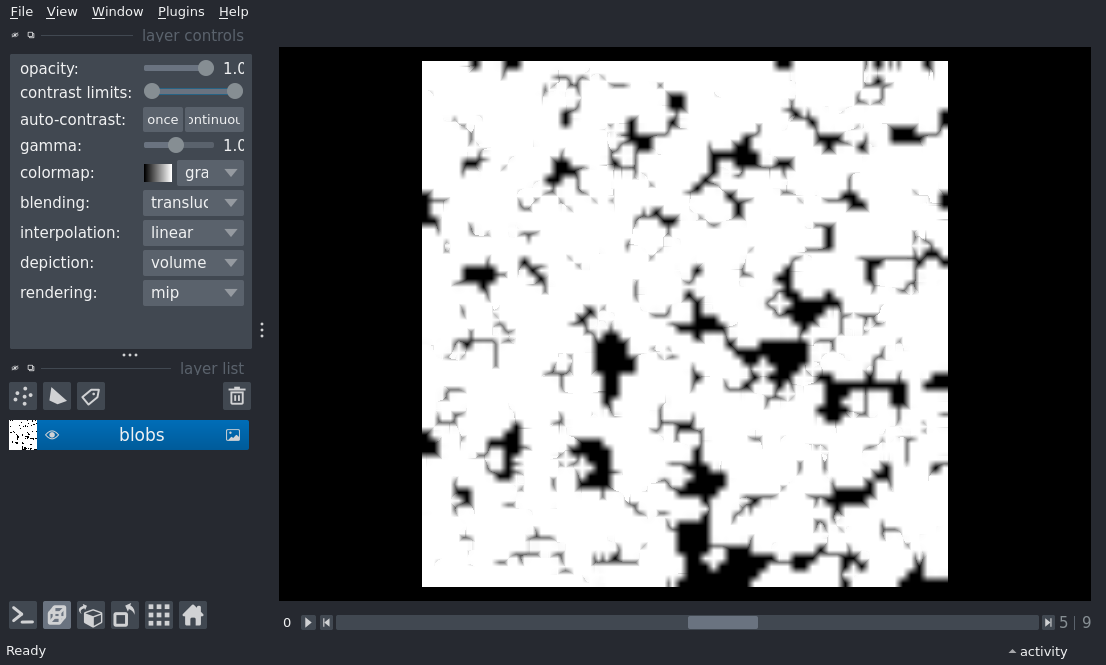 File View Window Plugins Help
layer controls
opacity: 1.0
contrast limits:
auto-contrast: once ontinuou
gamma: 1.0
colormap: gra
blending: transluc
interpolation: linear
depiction: volume
rendering: mip
layer list
blobs
0 5 | 9
Ready activity